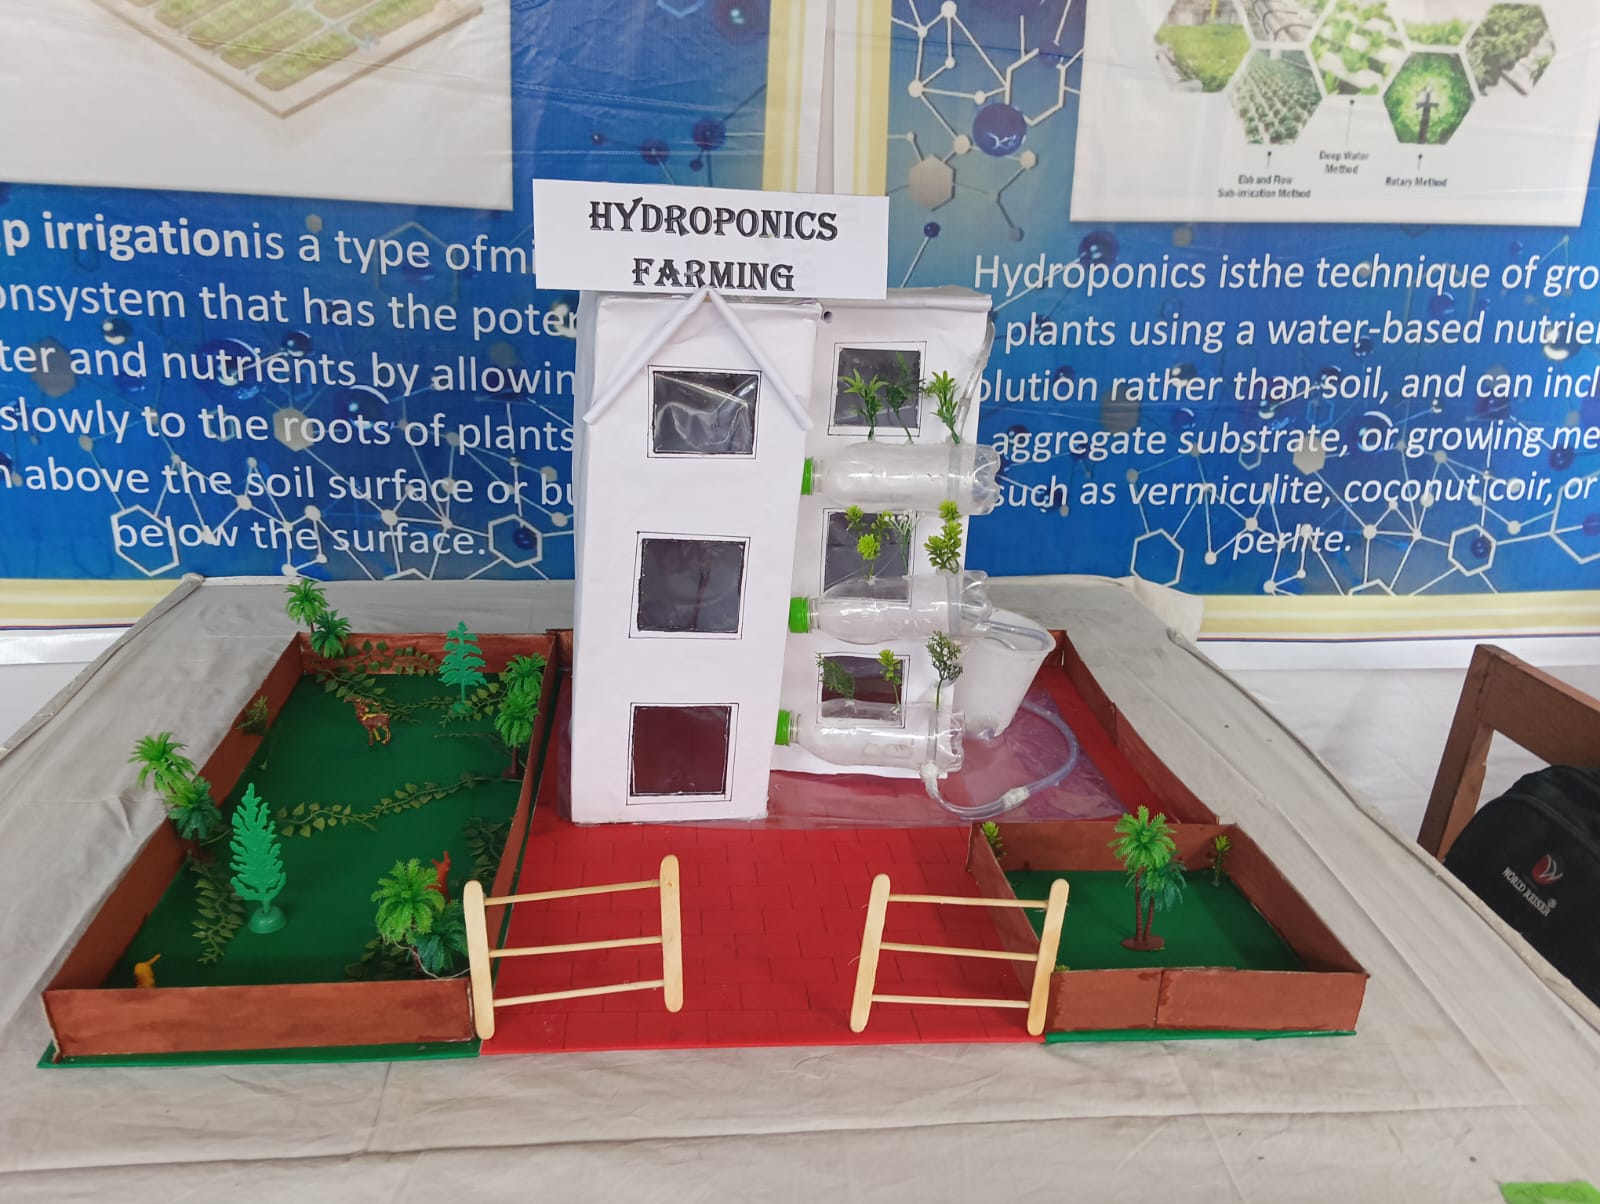 HYDROPONICS
FARMING
p irrigationis a type ofmi
onsystem that has the poten
ter and nutrients by allowin
slowly to the roots of plants
above the soil surface or bu
below the surface.
Ebb and Flow
Sub-irrication Method
Deep Water
Method
Rotary Method
Hydroponics isthe technique of gro
plants using a water-based nutrien
olution rather than soil, and can incl
aggregate substrate, or growing me
such as vermiculite, coconut coir, or
perlite.
WORLD REISER